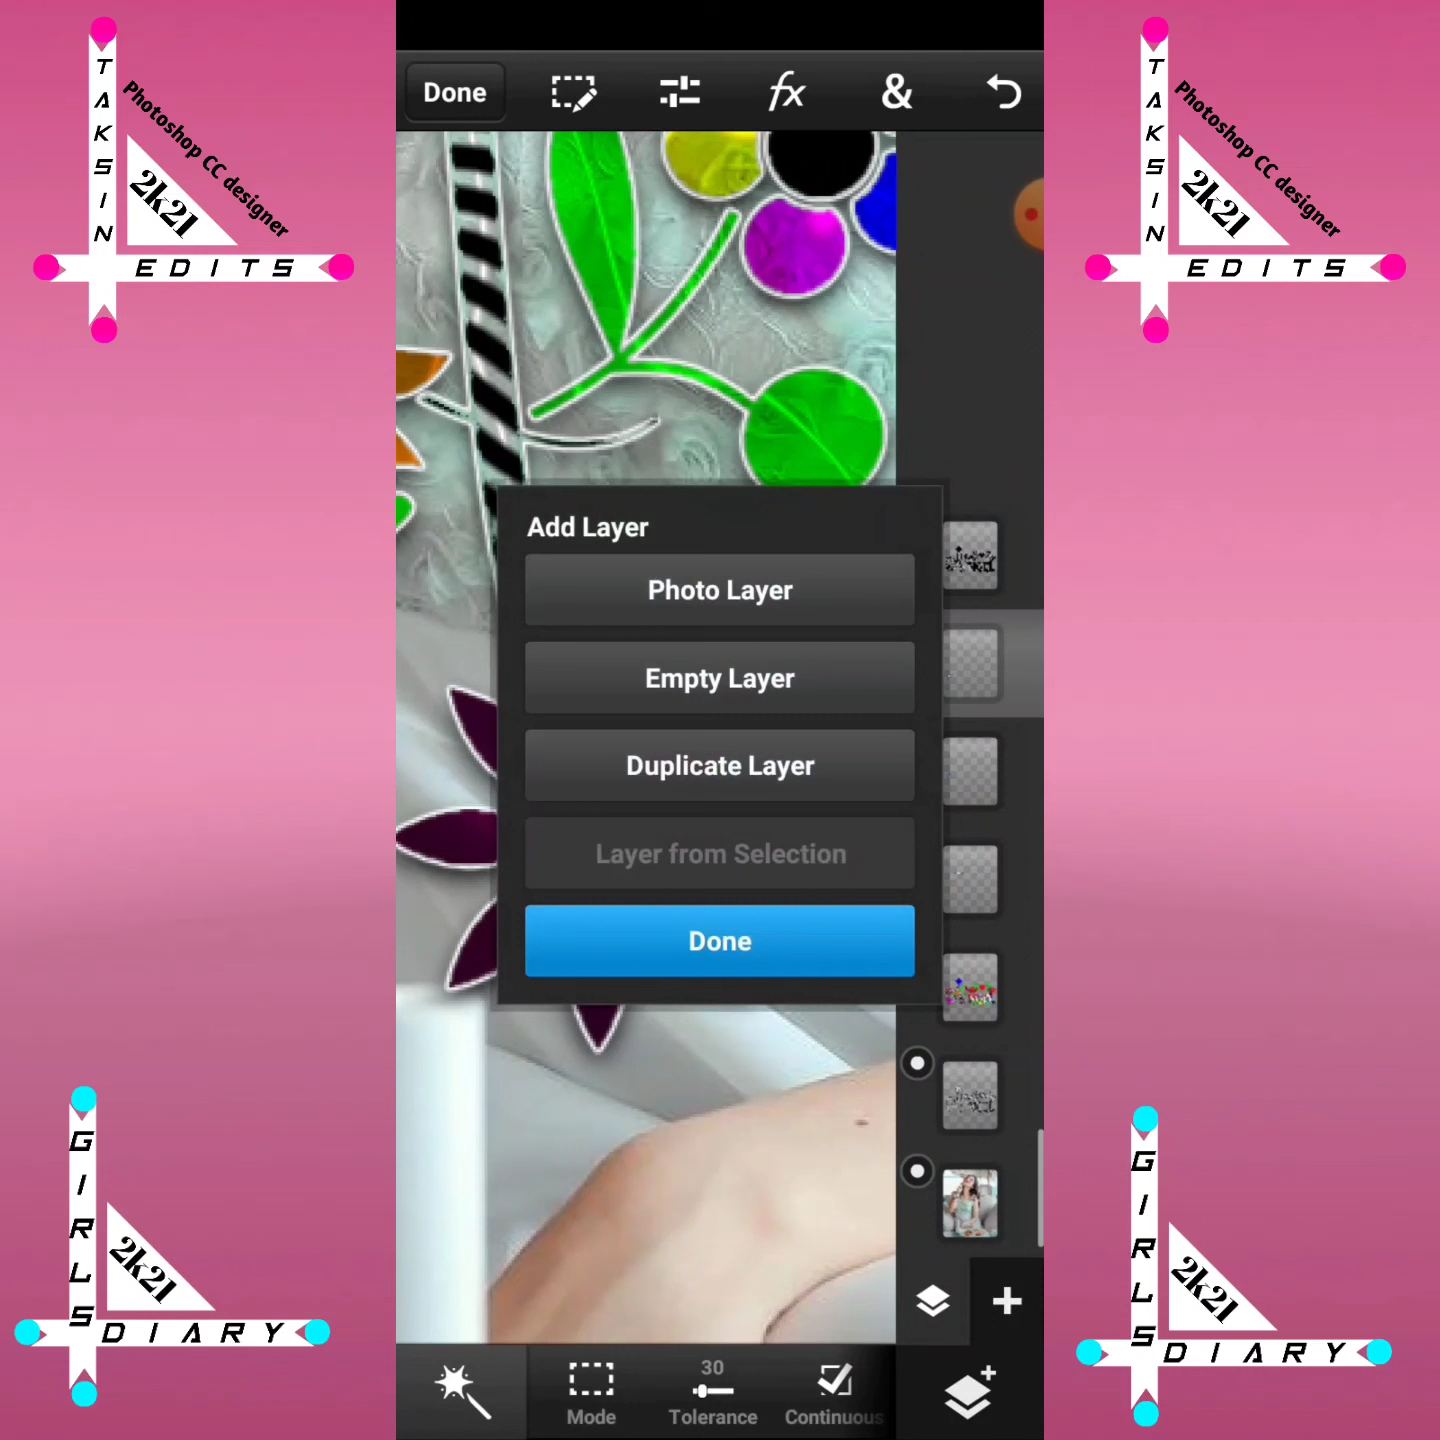 TAKSIN
Photoshop CC designer
2k21
EDITS
Done
fx
&
TAKSIN
Photoshop CC designer
2k21
EDITS
Add Layer
Photo Layer
Empty Layer
Duplicate Layer
Layer from Selection
Done
GIRLS
2k21
DIARY
30
Mode
Tolerance
Continuous
GIRLS
2k21
DIARY